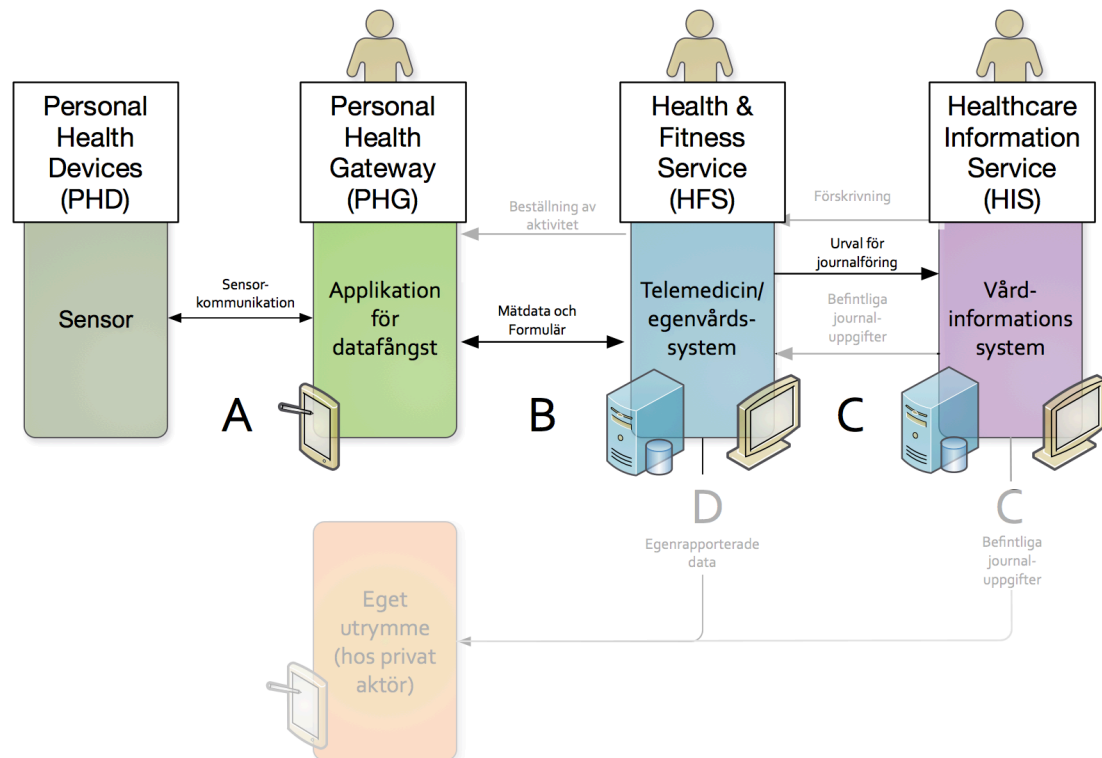 Personal
Health
Devices
(PHD)
Personal
Health
Gateway
(PHG)
Health &
Fitness
Service
(HFS)
Healthcare
Information
Service
(HIS)
Beställning av
aktivitet
Förskrivning
Urval för
journalföring
Sensor-
kommunikation
Sensor
Applikation
för
datafångst
Mätdata och
Formulär
Telemedicin/
egenvårds-
system
Befintliga
journal-
uppgifter
Vård-
informations
system
A
B
C
D
Egenrapporterade
data
C
Befintliga
journal-
uppgifter
Eget
utrymme
(hos privat
aktör)